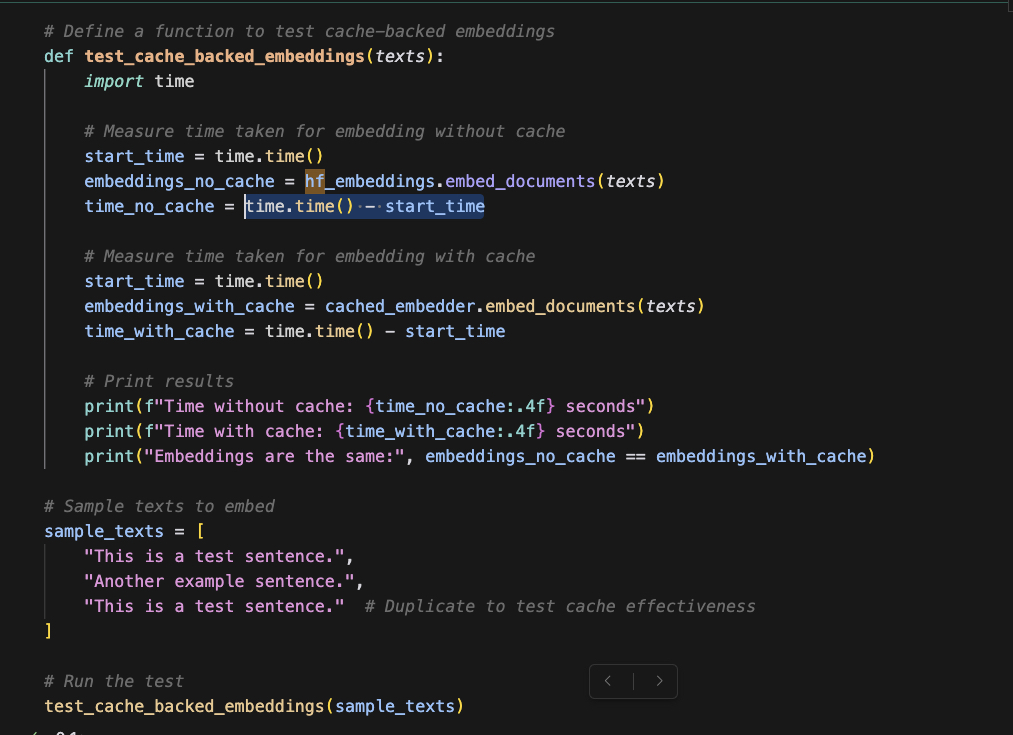 # Define a function to test cache-backed embeddings
def test_cache_backed_embeddings(texts):
    import time

    # Measure time taken for embedding without cache
    start_time = time.time()
    embeddings_no_cache = hf_embeddings.embed_documents(texts)
    time_no_cache = time.time() - start_time

    # Measure time taken for embedding with cache
    start_time = time.time()
    embeddings_with_cache = cached_embedder.embed_documents(texts)
    time_with_cache = time.time() - start_time

    # Print results
    print(f"Time without cache: {time_no_cache:.4f} seconds")
    print(f"Time with cache: {time_with_cache:.4f} seconds")
    print("Embeddings are the same:", embeddings_no_cache == embeddings_with_cache)

# Sample texts to embed
sample_texts = [
    "This is a test sentence.",
    "Another example sentence.",
    "This is a test sentence."  # Duplicate to test cache effectiveness
]

# Run the test
test_cache_backed_embeddings(sample_texts)